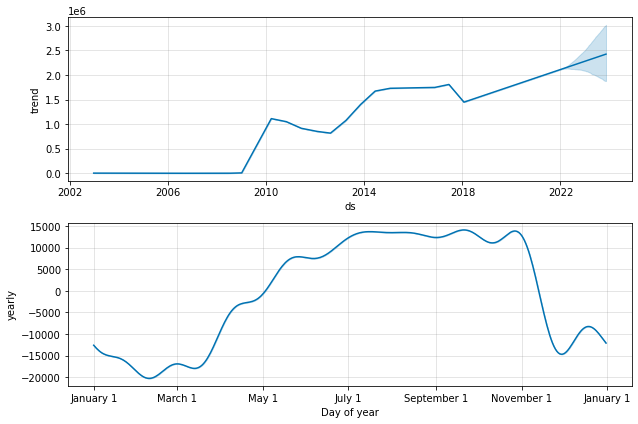 1e6
3.0
2.5
2.0
1.5
1.0
0.5
0.0
trend
2002 2006 2010 2014 2018 2022
ds
15000
10000
5000
0
−5000
−10000
−15000
−20000
yearly
January 1 March 1 May 1 July 1 September 1 November 1 January 1
Day of year